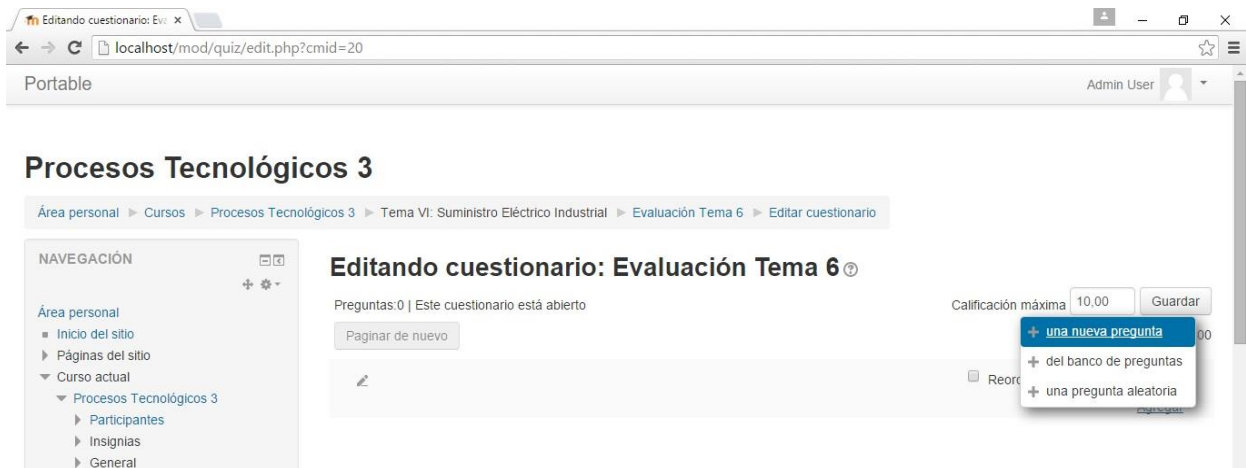 Editando cuestionario: Eva
localhost/mod/quiz/edit.php?cmid=20
Portable
Admin User
Procesos Tecnológicos 3
Área personal Cursos Procesos Tecnológicos 3 Tema VI: Suministro Eléctrico Industrial Evaluación Tema 6 Editar cuestionario
NAVEGACIÓN
Área personal
Inicio del sitio
Páginas del sitio
Curso actual
Procesos Tecnológicos 3
Participantes
Insignias
General
Editando cuestionario: Evaluación Tema 6
Preguntas:0 | Este cuestionario está abierto
Calificación máxima 10,00 Guardar
Paginar de nuevo
00
Reord
+ una nueva pregunta
+ del banco de preguntas
+ una pregunta aleatoria
Agregar